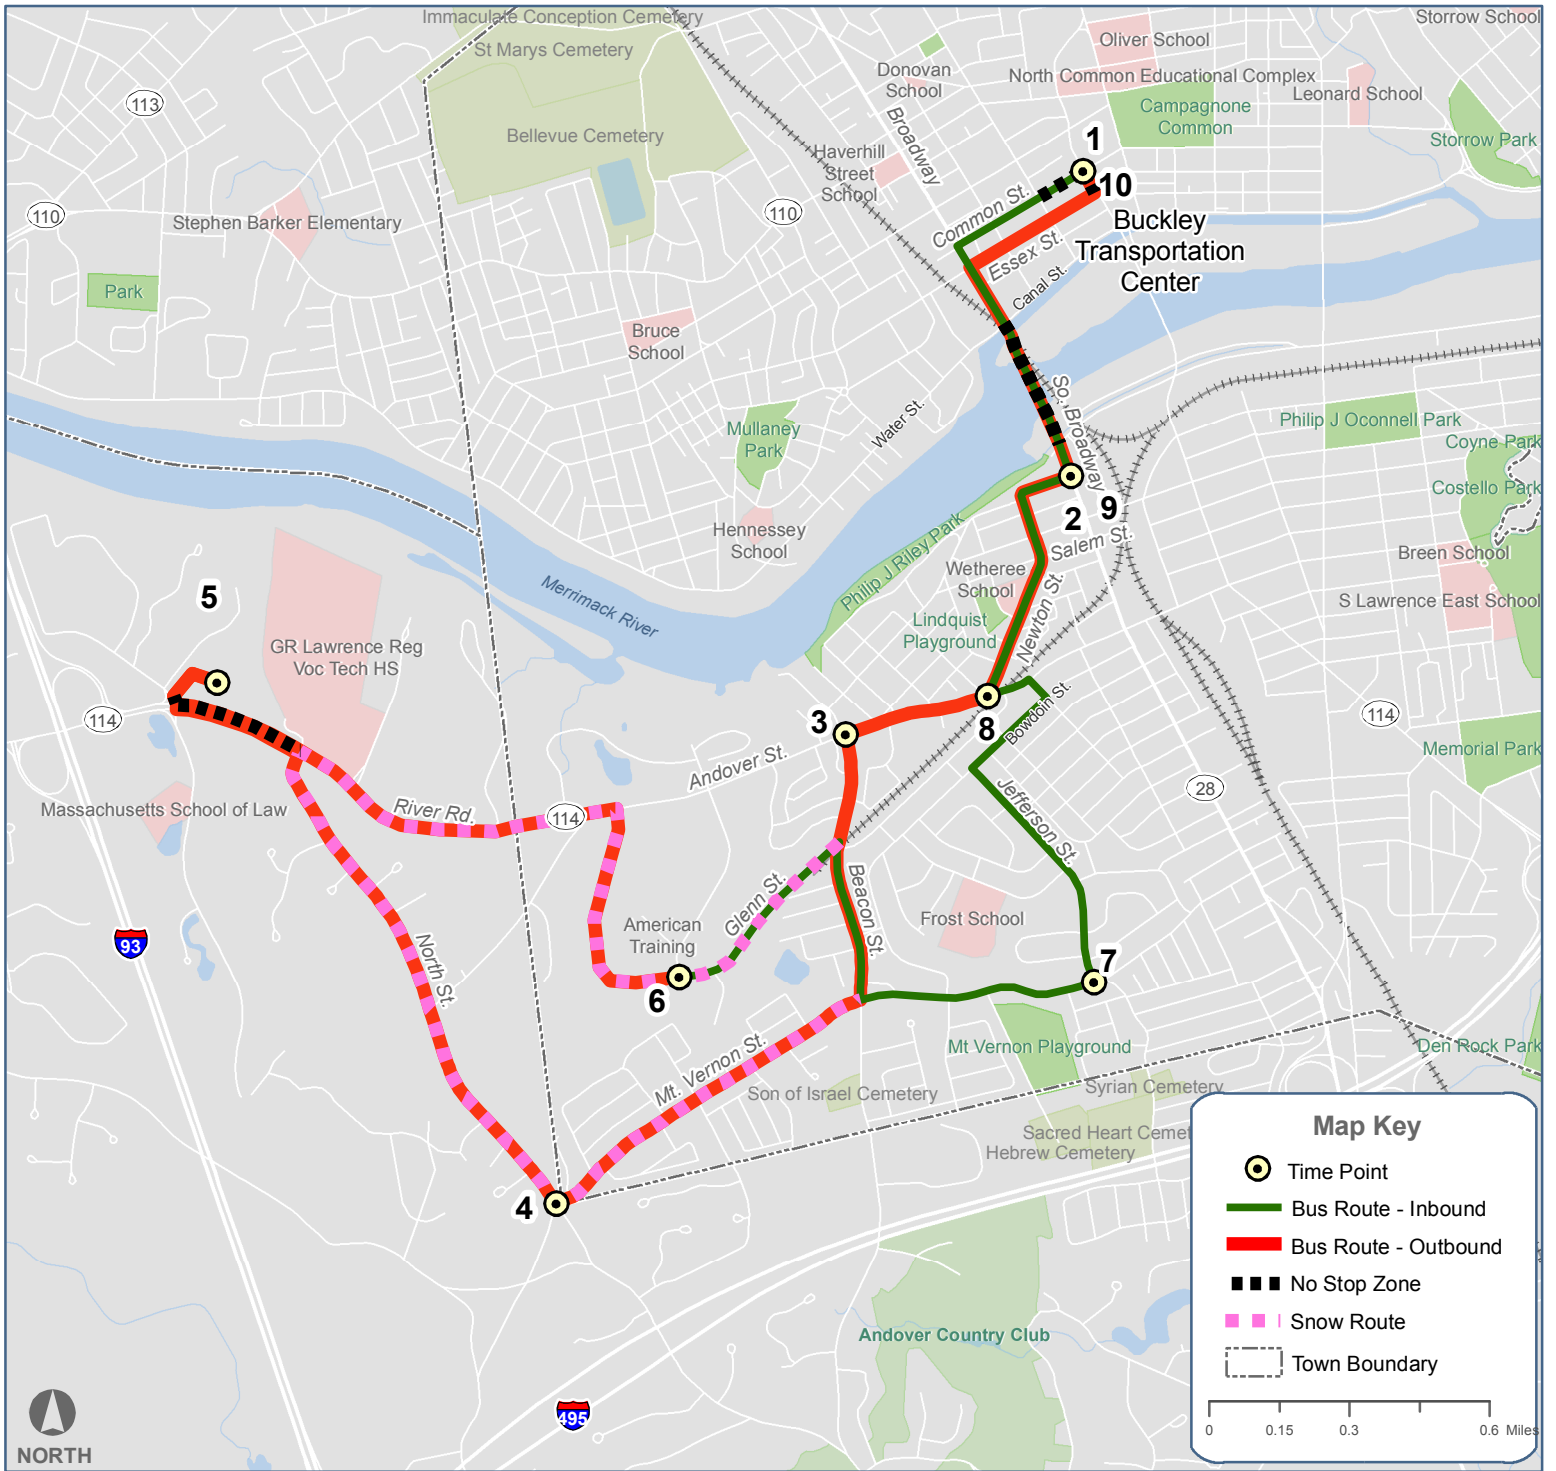 Immaculate Conception Cemetery
St Marys Cemetery
Bellevue Cemetery
113
110
Stephen Barker Elementary
Park
Donovan
School
Broadway
Haverhill
Street
School
110
Oliver School
North Common Educational Complex
Campagnone
Common
Storrow School
Leonard School
Storrow Park
1
10
Buckley
Transportation
Center
Common St.
Essex St.
Canal St.
Bruce
School
Mullaney
Park
Water St.
So. Broadway
Philip J Oconnell Park
Coyne Park
Costello Park
Breen School
S Lawrence East School
Hennessey
School
Merrimack River
Philip J Riley Park
2
9
Salem St.
Wetheree
School
Lindquist
Playground
Newton St.
5
GR Lawrence Reg
Voc Tech HS
114
3
8
Bowdoin St.
Andover St.
114
Memorial Park
28
Massachusetts School of Law
River Rd.
114
Jefferson St.
Glenn St.
Beacon St.
Frost School
American
Training
6
7
93
North St.
Mt. Vernon St.
Mt Vernon Playground
Den Rock Park
Son of Israel Cemetery
Syrian Cemetery
Sacred Heart Cemet
Hebrew Cemetery
4
Andover Country Club
495
NORTH
Map Key
Time Point
Bus Route - Inbound
Bus Route - Outbound
No Stop Zone
Snow Route
Town Boundary
0 0.15 0.3 0.6 Miles